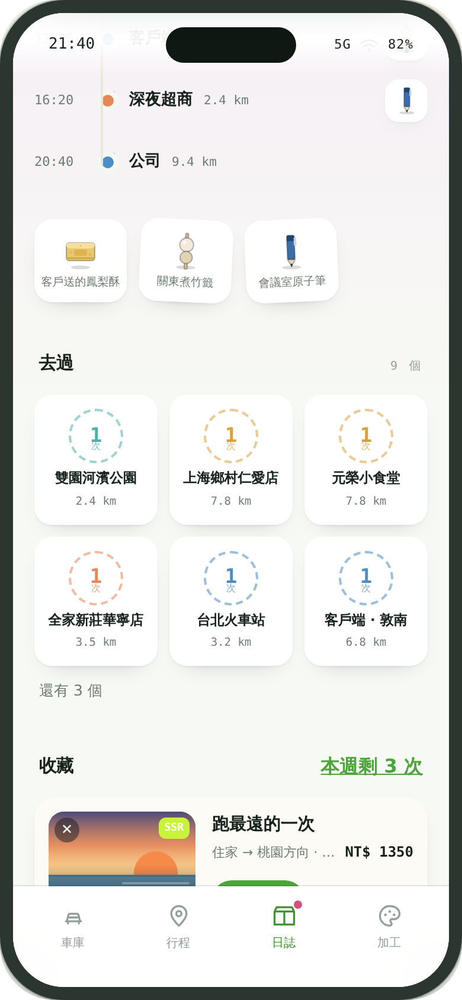 21:40 5G 82%
16:20 深夜超商 2.4 km
20:40 公司 9.4 km
客戶送的鳳梨酥 關東煮竹籤 會議室原子筆
去過 9 個
1 次 1 次 1 次
雙園河濱公園 上海鄉村仁愛店 元榮小食堂
2.4 km 7.8 km 7.8 km
1 次 1 次 1 次
全家新莊華寧店 台北火車站 客戶端・敦南
3.5 km 3.2 km 6.8 km
還有 3 個
收藏 本週剩 3 次
SSR 跑最遠的一次
住家 → 桃園方向 · … NT$ 1350
車庫 行程 日誌 加工